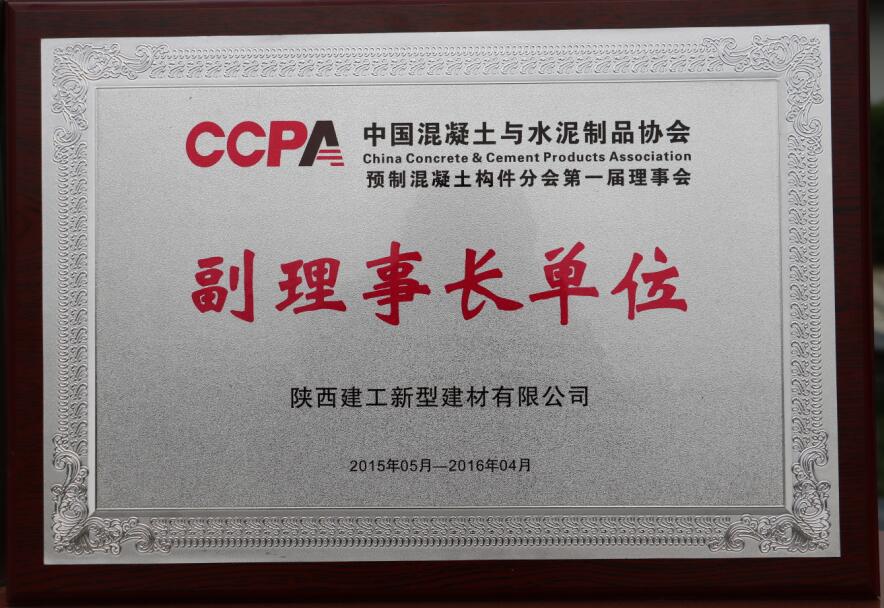 CCPA 中国混凝土与水泥制品协会
China Concrete & Cement Products Association
预制混凝土构件分会第一届理事会
副理事长单位
陕西建工新型建材有限公司
2015年05月—2016年04月